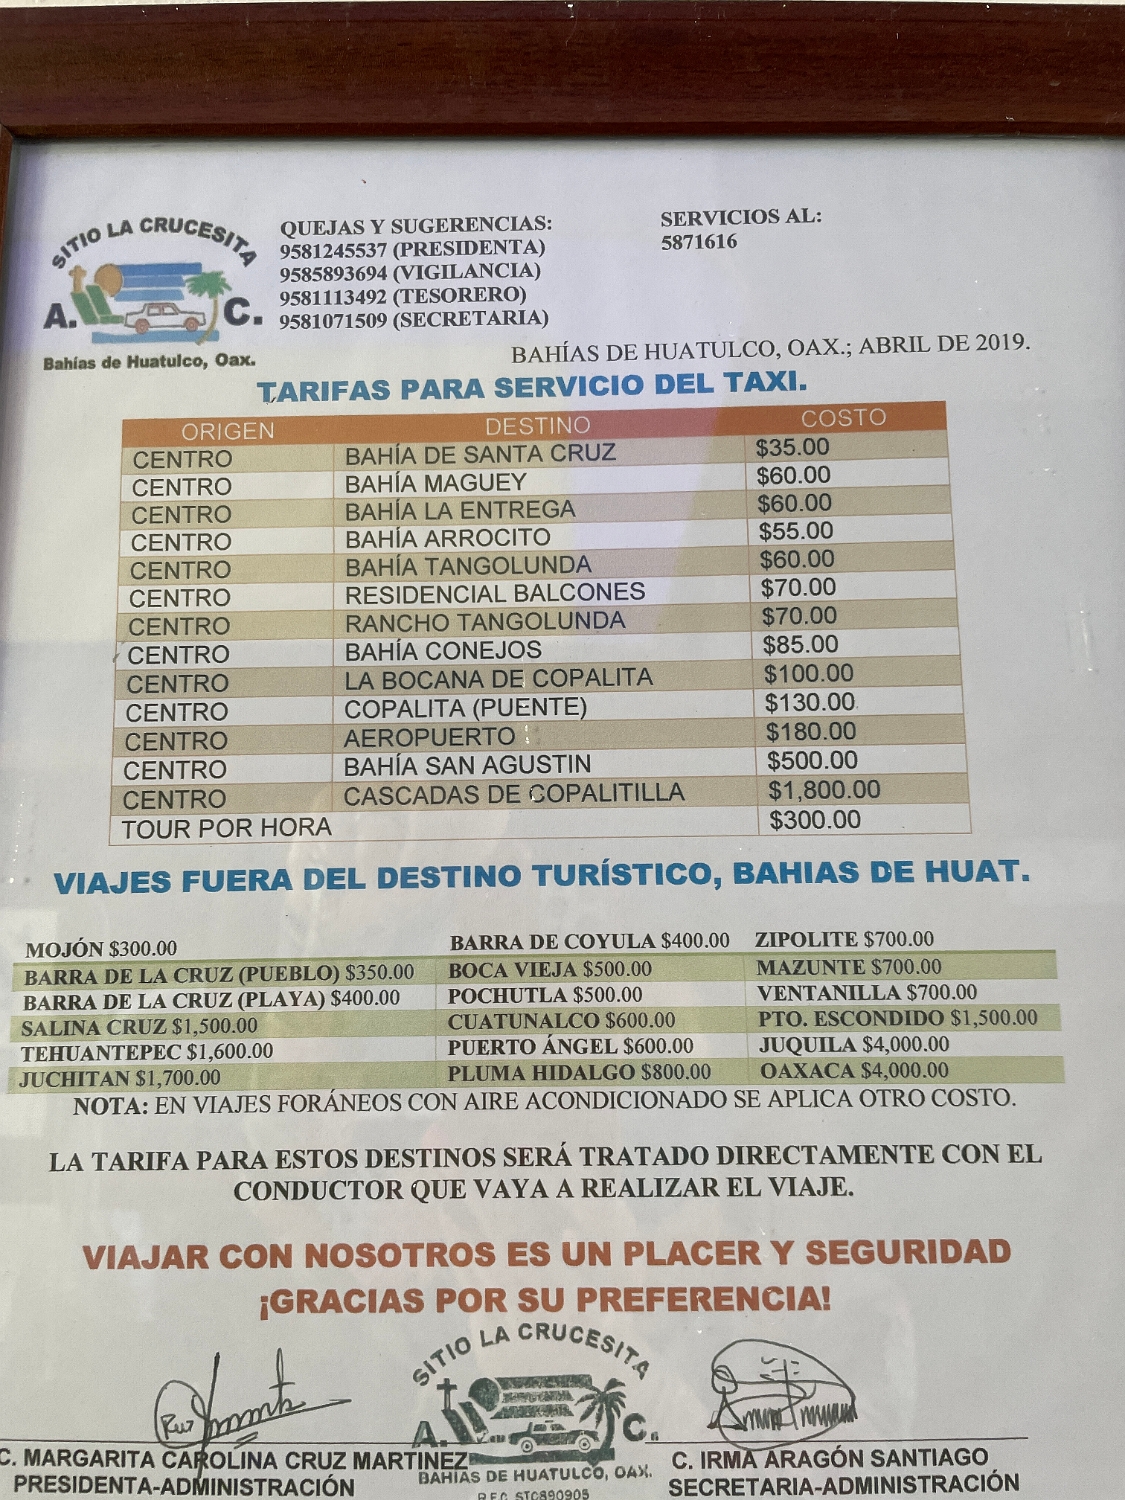 SITIO LA CRUCESITA
A. C.
Bahías de Huatulco, Oax.
QUEJAS Y SUGERENCIAS:
9581245537 (PRESIDENTA)
9585893694 (VIGILANCIA)
9581113492 (TESORERO)
9581071509 (SECRETARIA)
SERVICIOS AL:
5871616
BAHÍAS DE HUATULCO, OAX.; ABRIL DE 2019.
TARIFAS PARA SERVICIO DEL TAXI.
ORIGEN DESTINO COSTO
CENTRO BAHÍA DE SANTA CRUZ $35.00
CENTRO BAHÍA MAGUEY $60.00
CENTRO BAHÍA LA ENTREGA $60.00
CENTRO BAHÍA ARROCITO $55.00
CENTRO BAHÍA TANGOLUNDA $60.00
CENTRO RESIDENCIAL BALCONES $70.00
CENTRO RANCHO TANGOLUNDA $70.00
CENTRO BAHÍA CONEJOS $85.00
CENTRO LA BOCANA DE COPALITA $100.00
CENTRO COPALITA (PUENTE) $130.00
CENTRO AEROPUERTO $180.00
CENTRO BAHÍA SAN AGUSTIN $500.00
CENTRO CASCADAS DE COPALITILLA $1,800.00
TOUR POR HORA $300.00
VIAJES FUERA DEL DESTINO TURÍSTICO, BAHIAS DE HUAT.
MOJÓN $300.00 BARRA DE COYULA $400.00 ZIPOLITE $700.00
BARRA DE LA CRUZ (PUEBLO) $350.00 BOCA VIEJA $500.00 MAZUNTE $700.00
BARRA DE LA CRUZ (PLAYA) $400.00 POCHUTLA $500.00 VENTANILLA $700.00
SALINA CRUZ $1,500.00 CUATUNALCO $600.00 PTO. ESCONDIDO $1,500.00
TEHUANTEPEC $1,600.00 PUERTO ÁNGEL $600.00 JUQUILA $4,000.00
JUCHITAN $1,700.00 PLUMA HIDALGO $800.00 OAXACA $4,000.00
NOTA: EN VIAJES FORÁNEOS CON AIRE ACONDICIONADO SE APLICA OTRO COSTO.
LA TARIFA PARA ESTOS DESTINOS SERÁ TRATADO DIRECTAMENTE CON EL
CONDUCTOR QUE VAYA A REALIZAR EL VIAJE.
VIAJAR CON NOSOTROS ES UN PLACER Y SEGURIDAD
¡GRACIAS POR SU PREFERENCIA!
SITIO LA CRUCESITA
A. C.
BAHÍAS DE HUATULCO, OAX.
R.F.C. STC890905
C. MARGARITA CAROLINA CRUZ MARTINEZ
PRESIDENTA-ADMINISTRACIÓN
C. IRMA ARAGÓN SANTIAGO
SECRETARIA-ADMINISTRACIÓN